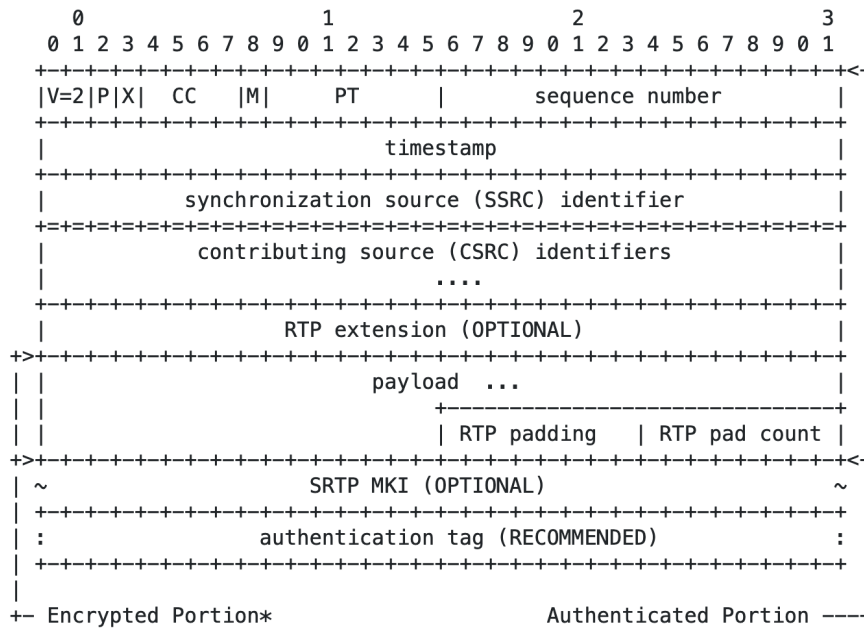 0                   1                   2                   3
   0 1 2 3 4 5 6 7 8 9 0 1 2 3 4 5 6 7 8 9 0 1 2 3 4 5 6 7 8 9 0 1
  +-+-+-+-+-+-+-+-+-+-+-+-+-+-+-+-+-+-+-+-+-+-+-+-+-+-+-+-+-+-+-+-+<-
  |V=2|P|X|  CC   |M|     PT      |       sequence number         |
  +-+-+-+-+-+-+-+-+-+-+-+-+-+-+-+-+-+-+-+-+-+-+-+-+-+-+-+-+-+-+-+-+
  |                           timestamp                           |
  +-+-+-+-+-+-+-+-+-+-+-+-+-+-+-+-+-+-+-+-+-+-+-+-+-+-+-+-+-+-+-+-+
  |           synchronization source (SSRC) identifier            |
  +=+=+=+=+=+=+=+=+=+=+=+=+=+=+=+=+=+=+=+=+=+=+=+=+=+=+=+=+=+=+=+=+
  |            contributing source (CSRC) identifiers             |
  |                               ....                            |
  +-+-+-+-+-+-+-+-+-+-+-+-+-+-+-+-+-+-+-+-+-+-+-+-+-+-+-+-+-+-+-+-+
  |                   RTP extension (OPTIONAL)                    |
+>+-+-+-+-+-+-+-+-+-+-+-+-+-+-+-+-+-+-+-+-+-+-+-+-+-+-+-+-+-+-+-+-+
| |                          payload  ...                         |
| |                               +-------------------------------+
| |                               | RTP padding   | RTP pad count |
+>+-+-+-+-+-+-+-+-+-+-+-+-+-+-+-+-+-+-+-+-+-+-+-+-+-+-+-+-+-+-+-+-+<-
| ~                     SRTP MKI (OPTIONAL)                       ~
| +-+-+-+-+-+-+-+-+-+-+-+-+-+-+-+-+-+-+-+-+-+-+-+-+-+-+-+-+-+-+-+-+
| :                 authentication tag (RECOMMENDED)              :
| +-+-+-+-+-+-+-+-+-+-+-+-+-+-+-+-+-+-+-+-+-+-+-+-+-+-+-+-+-+-+-+-+
|
+- Encrypted Portion*                      Authenticated Portion ----